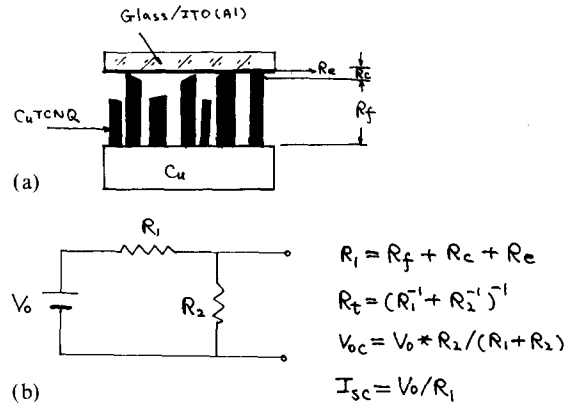 Glass/ITO(Al)
Re
Rc
Rf
CuTCNQ
Cu
(a)
R₁
V₀
R₂
(b)
R₁ = Rf + Rc + Re
Rt = (R₁⁻¹ + R₂⁻¹)⁻¹
Voc = V₀ * R₂/(R₁ + R₂)
Isc = V₀/R₁